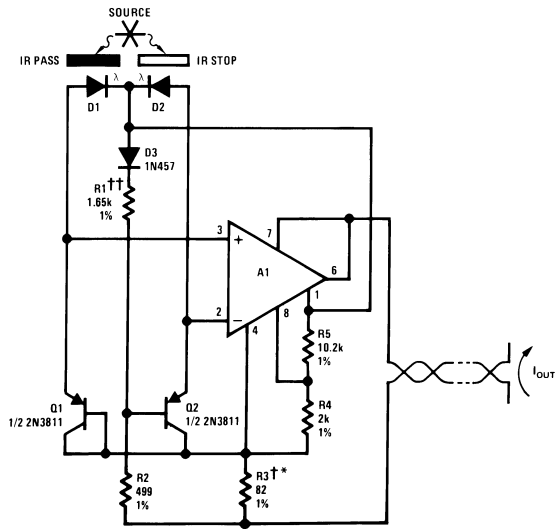 SOURCE
IR PASS
IR STOP
λ
λ
D1
D2
D3
1N457
R1††
1.65k
1%
3
+
7
A1
6
1
2
−
4
8
R5
10.2k
1%
IOUT
Q1
1/2 2N3811
Q2
1/2 2N3811
R4
2k
1%
R2
499
1%
R3†*
82
1%